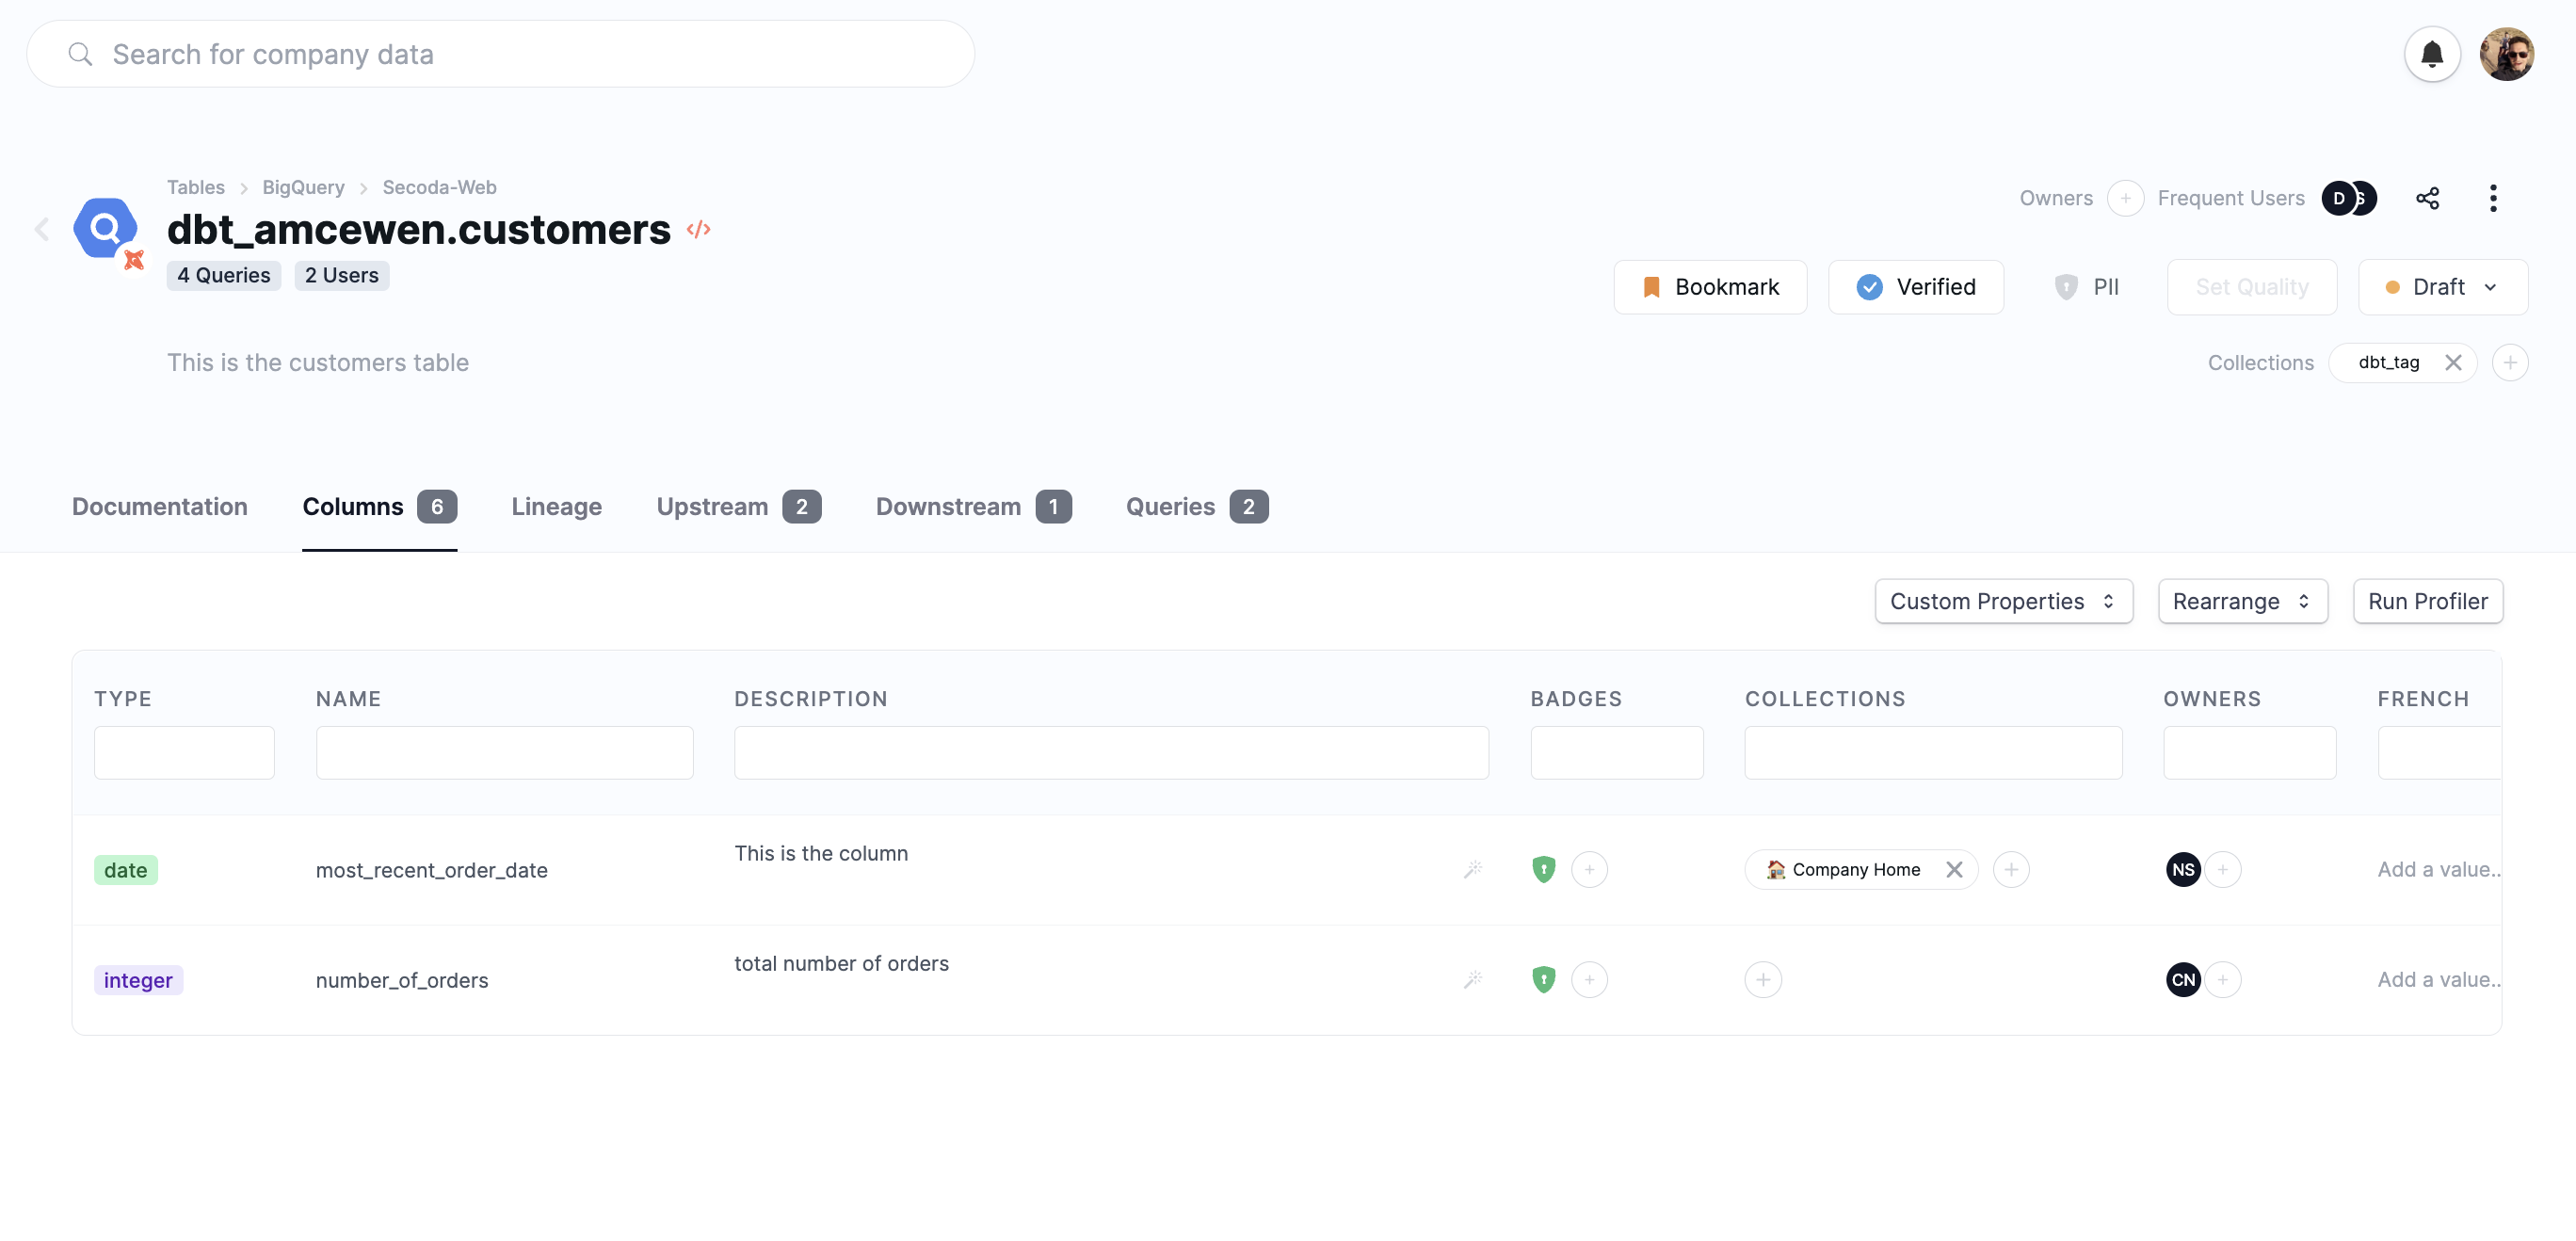 Search for company data
Tables > BigQuery > Secoda-Web
dbt_amcewen.customers </>
4 Queries 2 Users
This is the customers table
Owners + Frequent Users D S
Bookmark Verified PII Set Quality Draft
Collections dbt_tag
Documentation Columns 6 Lineage Upstream 2 Downstream 1 Queries 2
Custom Properties Rearrange Run Profiler
TYPE NAME DESCRIPTION BADGES COLLECTIONS OWNERS FRENCH
date most_recent_order_date This is the column 🏠 Company Home NS Add a value..
integer number_of_orders total number of orders CN Add a value..